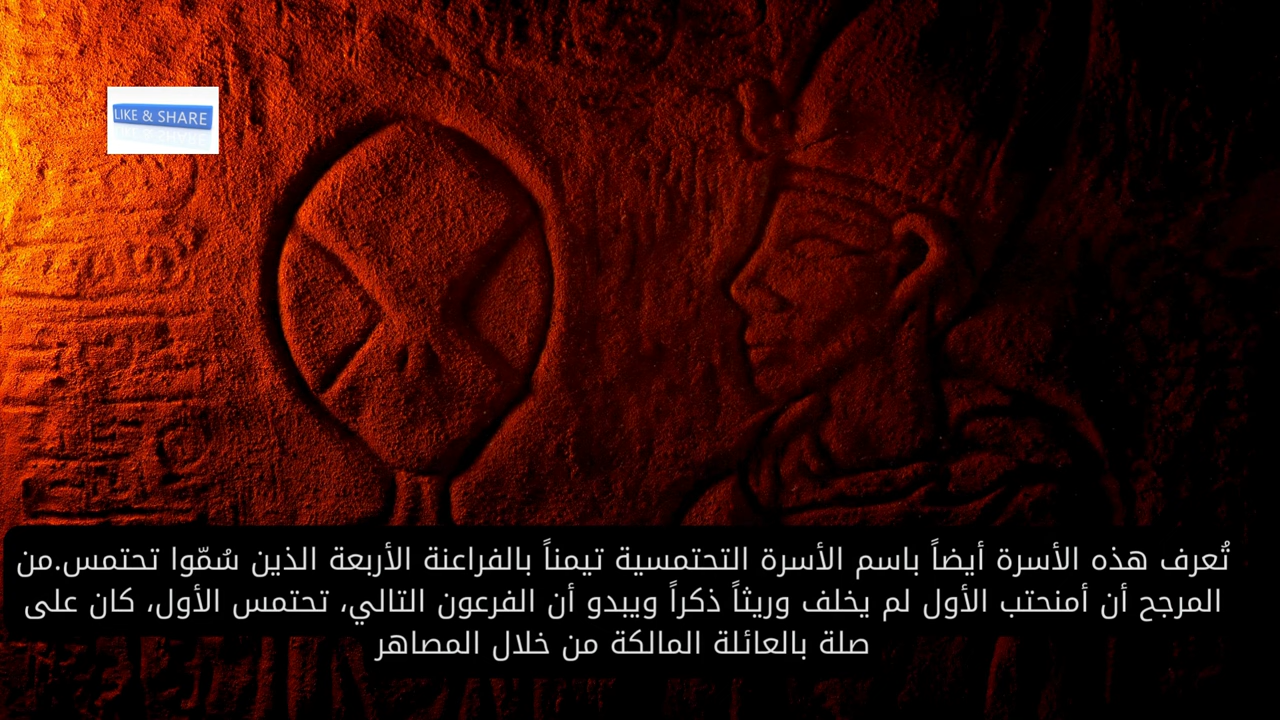 LIKE & SHARE
تُعرف هذه الأسرة أيضاً باسم الأسرة التحتمسية تيمناً بالفراعنة الأربعة الذين سُمّوا تحتمس.من
المرجح أن أمنحتب الأول لم يخلف وريثاً ذكراً ويبدو أن الفرعون التالي، تحتمس الأول، كان على
صلة بالعائلة المالكة من خلال المصاهر